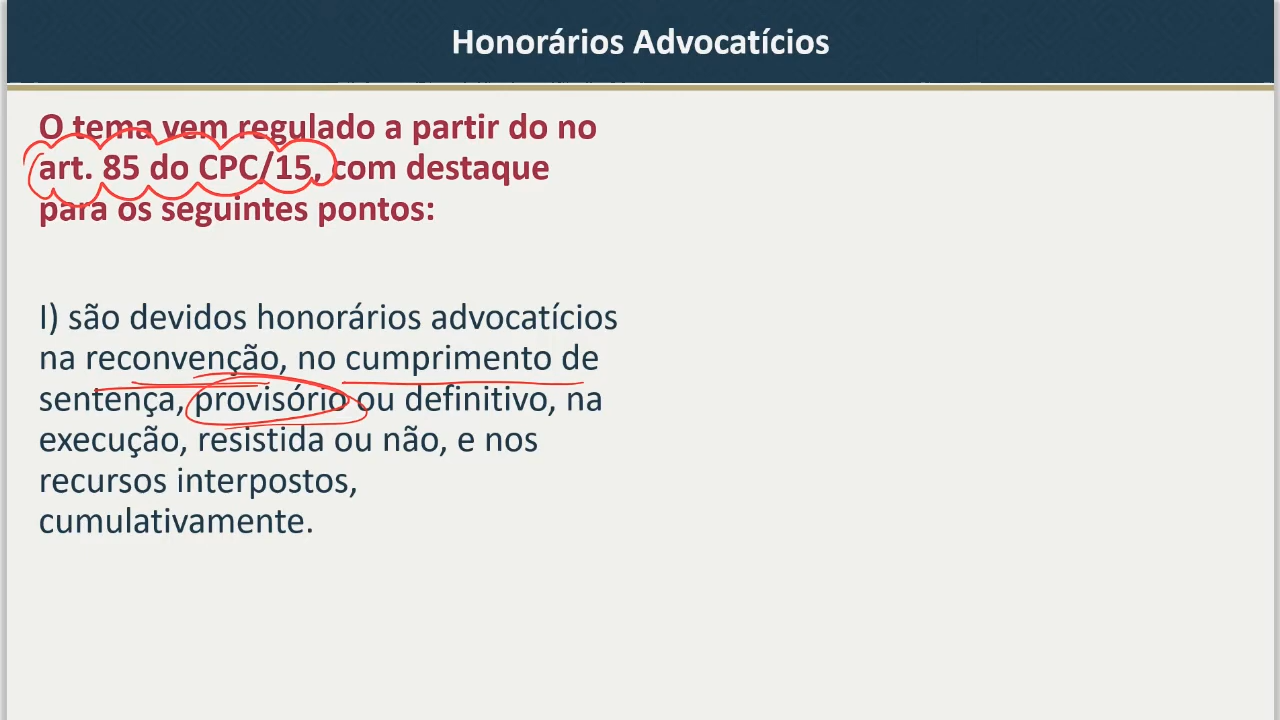 Honorários Advocatícios
O tema vem regulado a partir do no
art. 85 do CPC/15, com destaque
para os seguintes pontos:
I) são devidos honorários advocatícios
na reconvenção, no cumprimento de
sentença, provisório ou definitivo, na
execução, resistida ou não, e nos
recursos interpostos,
cumulativamente.